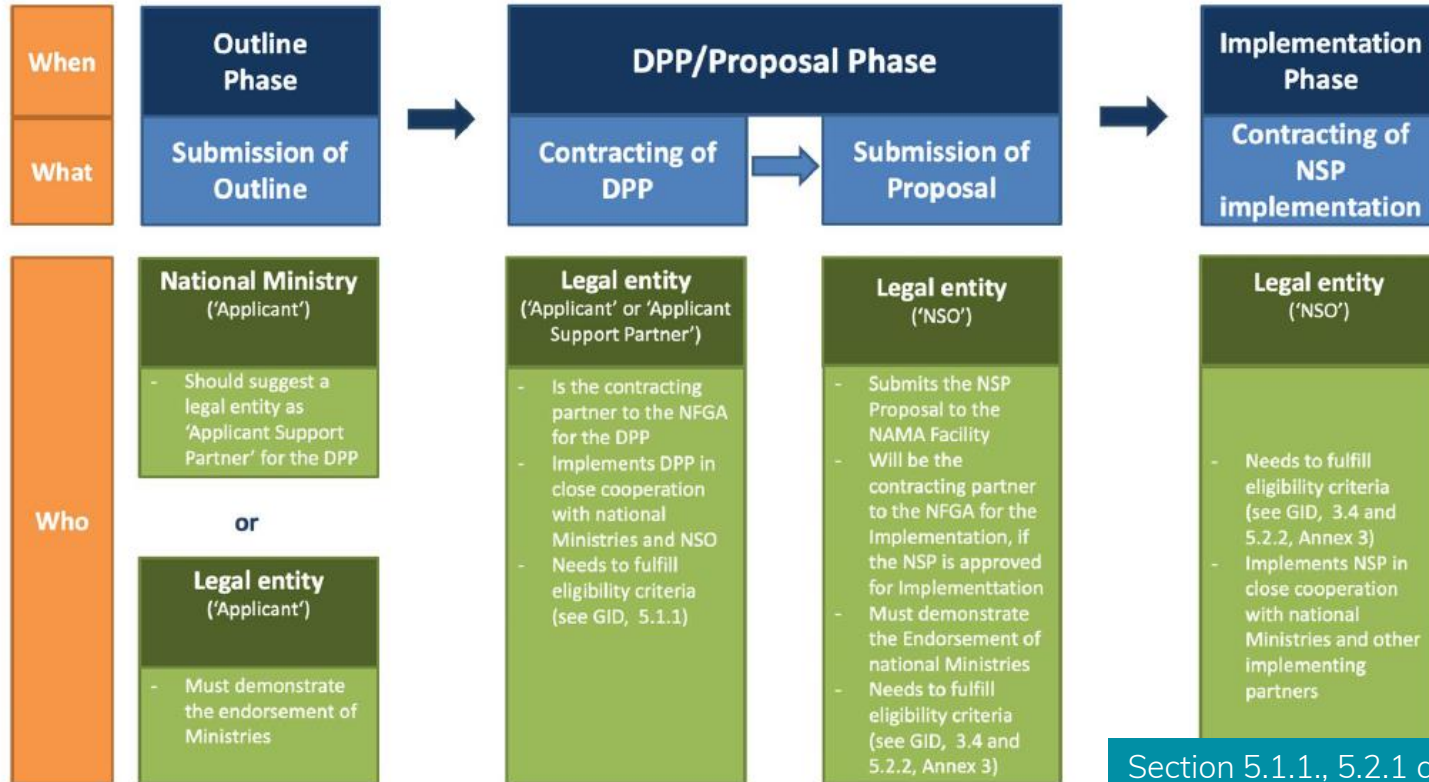 When
Outline
Phase
DPP/Proposal Phase
Implementation
Phase
What
Submission of
Outline
Contracting of
DPP
Submission of
Proposal
Contracting of
NSP
implementation
Who
National Ministry
('Applicant')
- Should suggest a
legal entity as
'Applicant Support
Partner' for the DPP
or
Legal entity
('Applicant')
- Must demonstrate
the endorsement of
Ministries
Legal entity
('Applicant' or 'Applicant
Support Partner')
- Is the contracting
partner to the NFGA
for the DPP
- Implements DPP in
close cooperation
with national
Ministries and NSO
- Needs to fulfill
eligibility criteria
(see GID, 5.1.1)
Legal entity
('NSO')
- Submits the NSP
Proposal to the
NAMA Facility
- Will be the
contracting partner
to the NFGA for the
Implementation, if
the NSP is approved
for Implementtation
- Must demonstrate
the Endorsement of
national Ministries
- Needs to fulfill
eligibility criteria
(see GID, 3.4 and
5.2.2, Annex 3)
Legal entity
('NSO')
- Needs to fulfill
eligibility criteria
(see GID, 3.4 and
5.2.2, Annex 3)
- Implements NSP in
close cooperation
with national
Ministries and other
implementing
partners
Section 5.1.1., 5.2.1